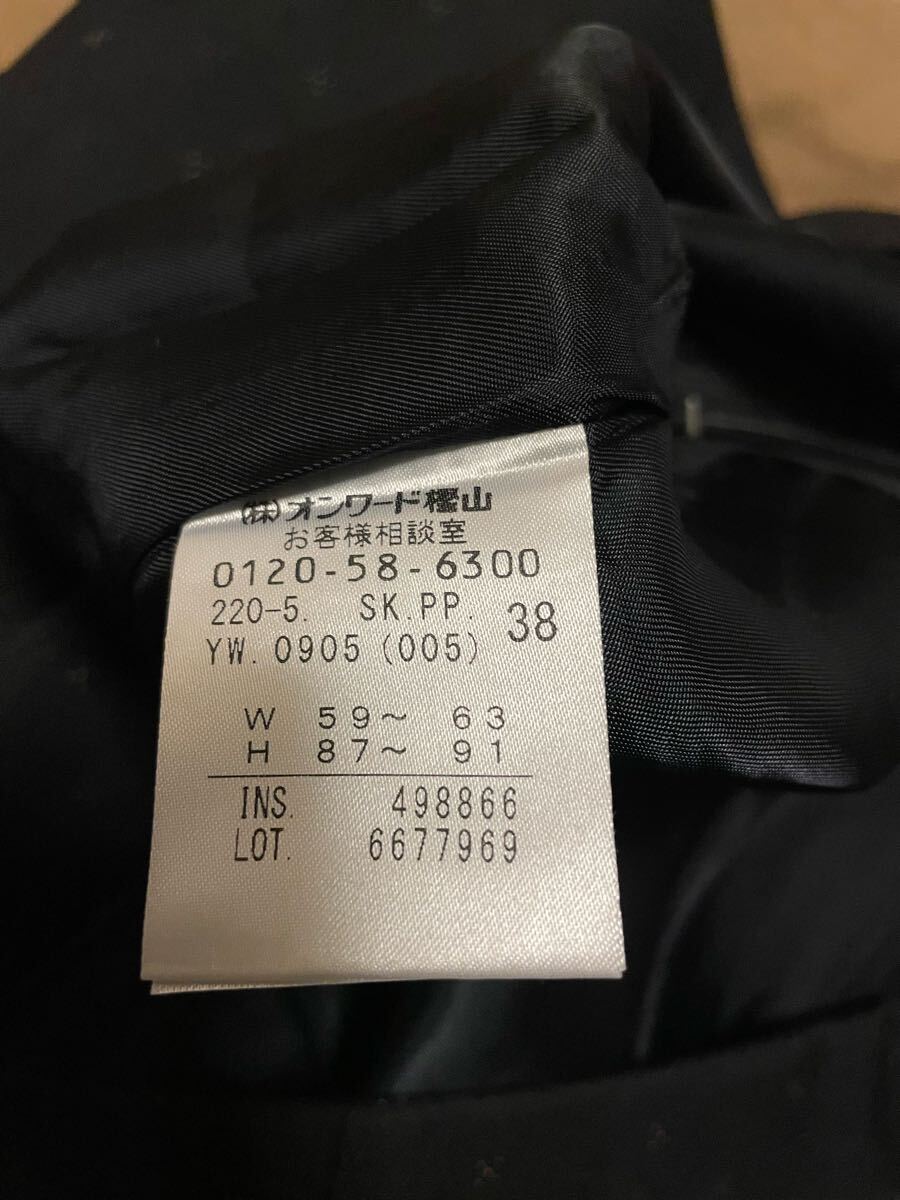 (株)オンワード樫山
お客様相談室
0120-58-6300
220-5. SK.PP. 38
YW.0905(005)
W 59〜 63
H 87〜 91
INS. 498866
LOT. 6677969